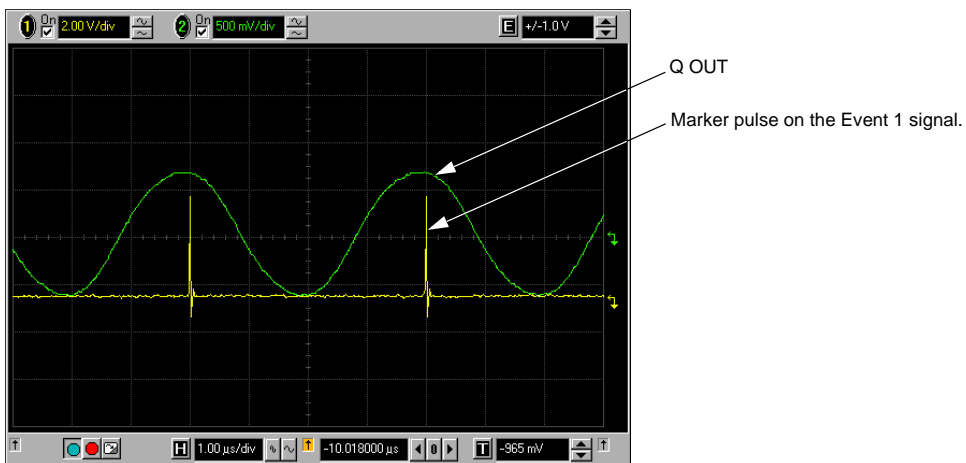 1 On 2.00 V/div 2 On 500 mV/div E +/-1.0 V
Q OUT
Marker pulse on the Event 1 signal.
H 1.00 µs/div -10.018000 µs 0 T -965 mV